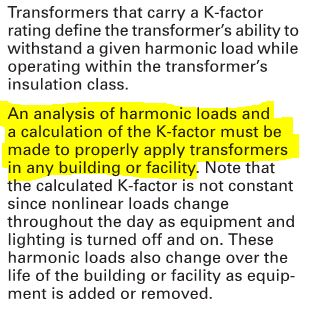 Transformers that carry a K-factor
rating define the transformer's ability to
withstand a given harmonic load while
operating within the transformer's
insulation class.
An analysis of harmonic loads and
a calculation of the K-factor must be
made to properly apply transformers
in any building or facility. Note that
the calculated K-factor is not constant
since nonlinear loads change
throughout the day as equipment and
lighting is turned off and on. These
harmonic loads also change over the
life of the building or facility as equip-
ment is added or removed.